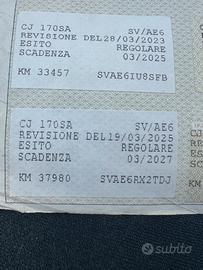 CJ 170SA SV/AE6
REVISIONE DEL28/03/2023
ESITO REGOLARE
SCADENZA 03/2025
KM 33457 SVAE6IU8SFB
CJ 170SA SV/AE6
REVISIONE DEL19/03/2025
ESITO REGOLARE
SCADENZA 03/2027
KM 37980 SVAE6RX2TDJ
subito